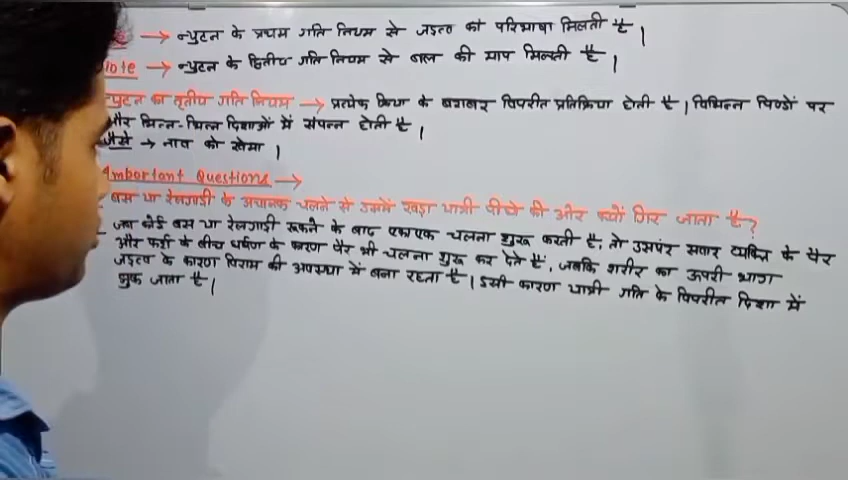 → न्युटन के प्रथम गति नियम से जड़त्व की परिभाषा मिलती है।
Note → न्युटन के द्वितीय गति नियम से बाल की माप मिलती है।
न्युटन का तृतीय गति नियम → प्रत्येक क्रिया के बराबर विपरीत प्रतिक्रिया होती है। विभिन्न पिण्डों पर
और भिन्न-भिन्न दिशाओं में संपन्न होती है।
जैसे → नाव को खेना।
Important Questions →
बस या रेलगाड़ी के अचानक चलने से उसमें खड़ा यात्री पीछे की ओर क्यों गिर जाता है?
- जब कोई बस या रेलगाड़ी रूकने के बाद एकाएक चलना शुरू करती है, तो उसपर सवार व्यक्ति के पैर
और फर्श के बीच घर्षण के कारण पैर भी चलना शुरू कर देते हैं, जबकि शरीर का ऊपरी भाग
जड़त्व के कारण विराम की अवस्था में बना रहता है। इसी कारण यात्री गति के विपरीत दिशा में
झुक जाता है।